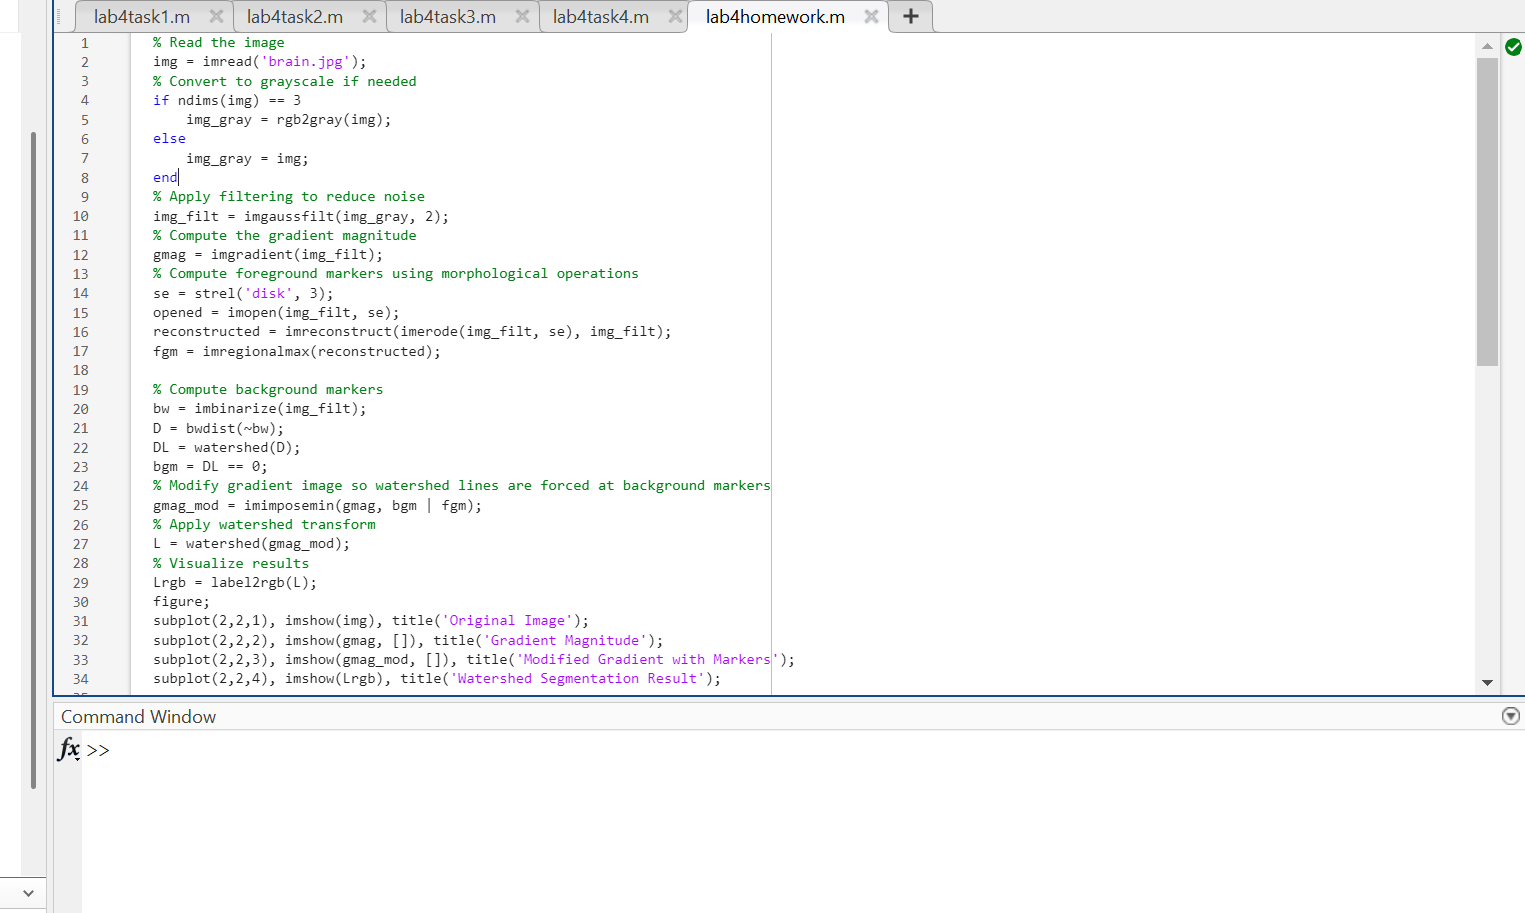 lab4task1.m lab4task2.m lab4task3.m lab4task4.m lab4homework.m
1 % Read the image
2 img = imread('brain.jpg');
3 % Convert to grayscale if needed
4 if ndims(img) == 3
5     img_gray = rgb2gray(img);
6 else
7     img_gray = img;
8 end
9 % Apply filtering to reduce noise
10 img_filt = imgaussfilt(img_gray, 2);
11 % Compute the gradient magnitude
12 gmag = imgradient(img_filt);
13 % Compute foreground markers using morphological operations
14 se = strel('disk', 3);
15 opened = imopen(img_filt, se);
16 reconstructed = imreconstruct(imerode(img_filt, se), img_filt);
17 fgm = imregionalmax(reconstructed);
18
19 % Compute background markers
20 bw = imbinarize(img_filt);
21 D = bwdist(~bw);
22 DL = watershed(D);
23 bgm = DL == 0;
24 % Modify gradient image so watershed lines are forced at background markers
25 gmag_mod = imimposemin(gmag, bgm | fgm);
26 % Apply watershed transform
27 L = watershed(gmag_mod);
28 % Visualize results
29 Lrgb = label2rgb(L);
30 figure;
31 subplot(2,2,1), imshow(img), title('Original Image');
32 subplot(2,2,2), imshow(gmag, []), title('Gradient Magnitude');
33 subplot(2,2,3), imshow(gmag_mod, []), title('Modified Gradient with Markers');
34 subplot(2,2,4), imshow(Lrgb), title('Watershed Segmentation Result');
Command Window
fx >>